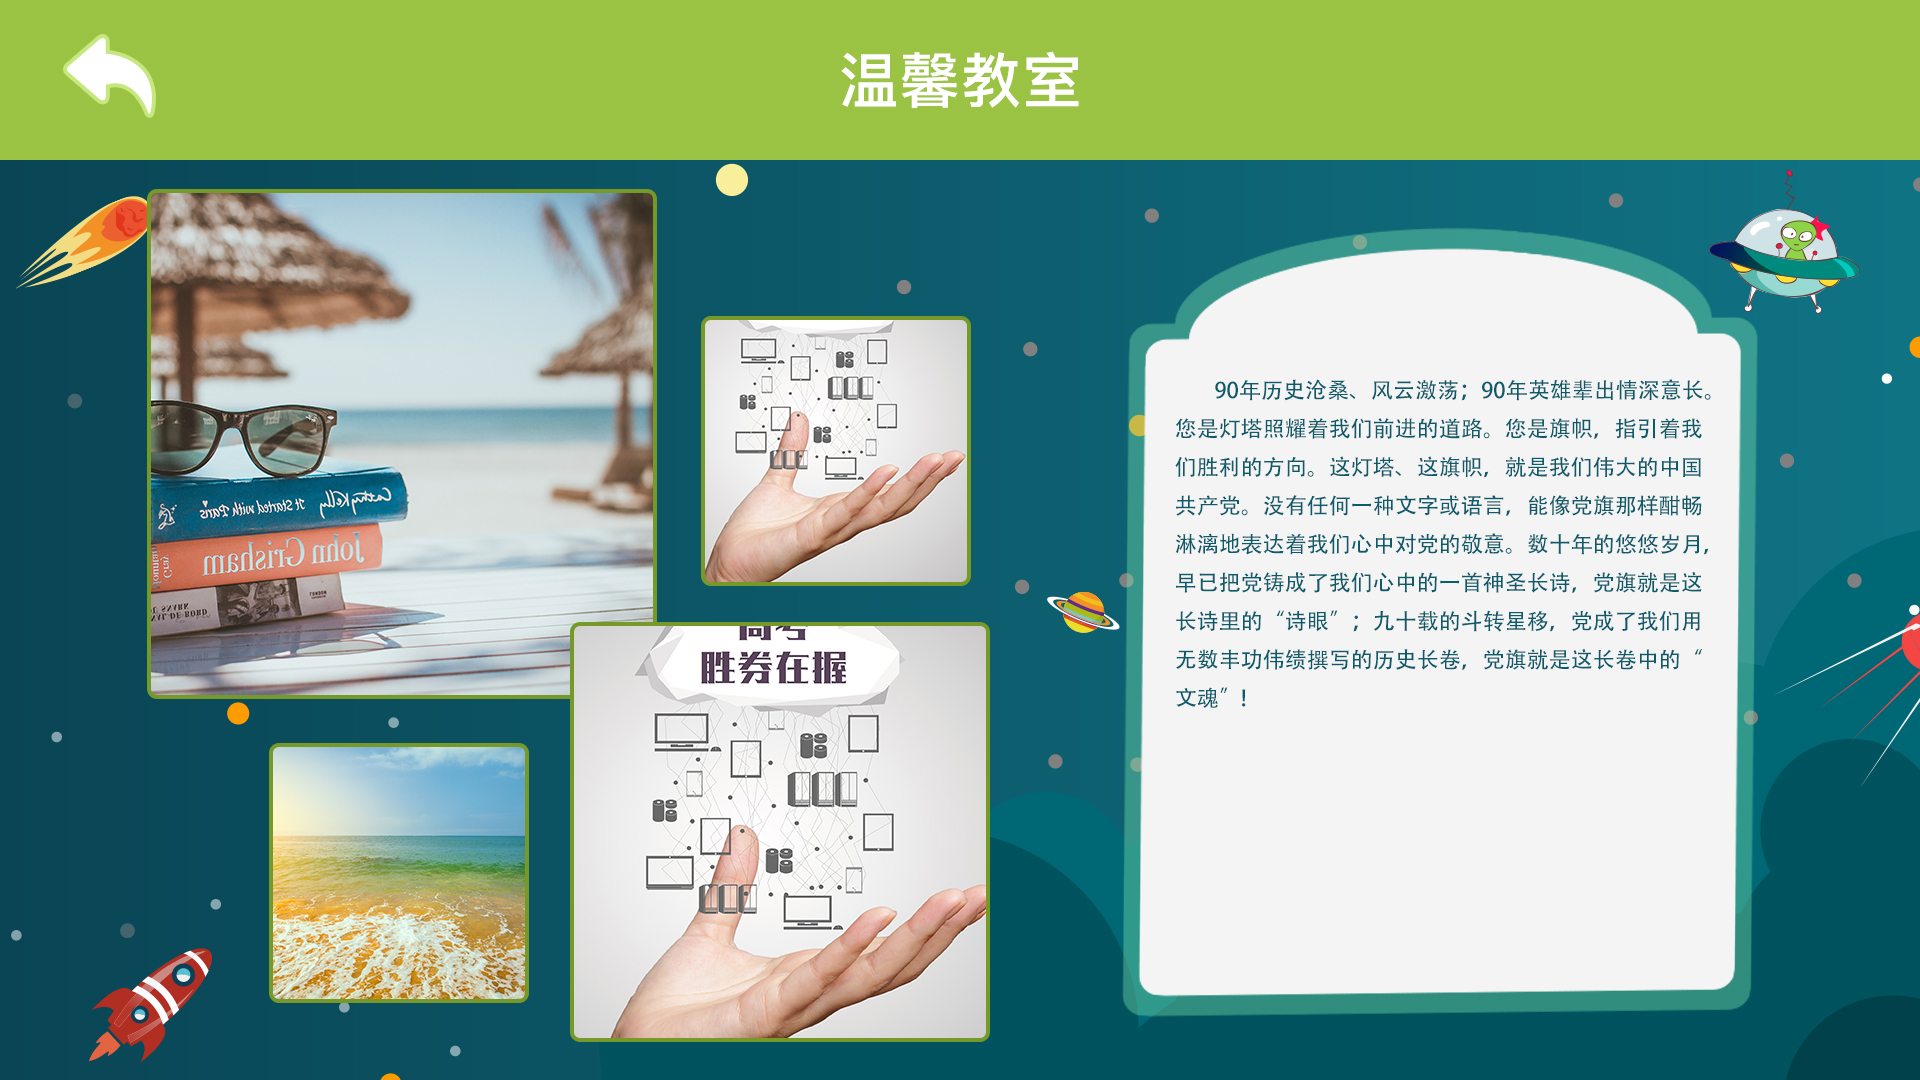 温馨教室
Cathy Kelly It Started with Paris
John Grisham
高考
胜券在握
90年历史沧桑、风云激荡；90年英雄辈出情深意长。
您是灯塔照耀着我们前进的道路。您是旗帜，指引着我
们胜利的方向。这灯塔、这旗帜，就是我们伟大的中国
共产党。没有任何一种文字或语言，能像党旗那样酣畅
淋漓地表达着我们心中对党的敬意。数十年的悠悠岁月，
早已把党铸成了我们心中的一首神圣长诗，党旗就是这
长诗里的“诗眼”；九十载的斗转星移，党成了我们用
无数丰功伟绩撰写的历史长卷，党旗就是这长卷中的“
文魂”！